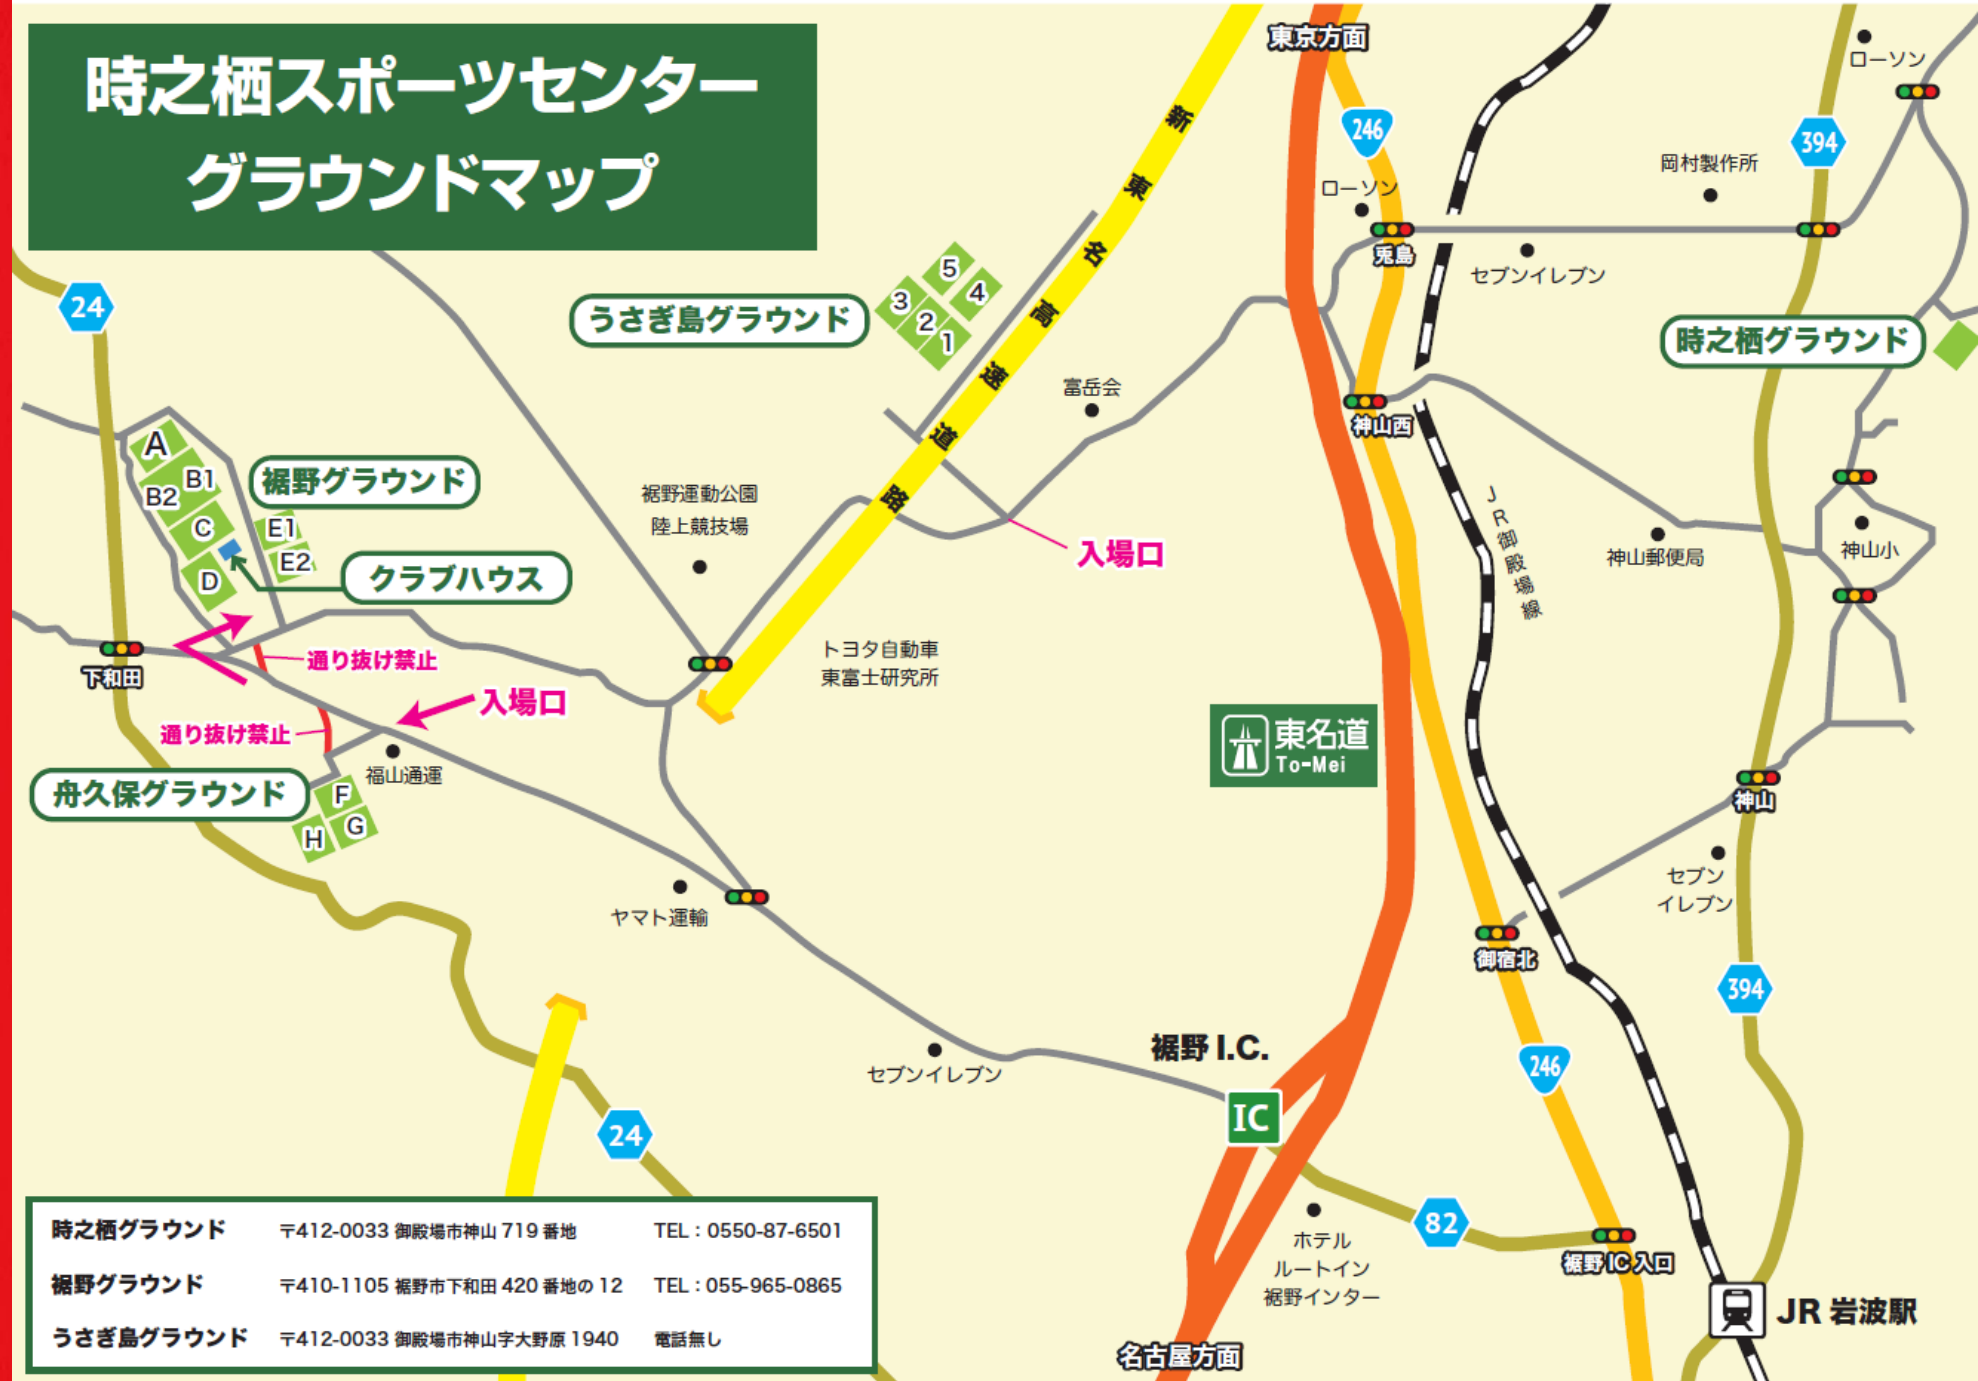 時之栖スポーツセンター
グラウンドマップ
東京方面
新東名高速道路
246
ローソン
兎島
セブンイレブン
岡村製作所
394
ローソン
24
うさぎ島グラウンド
5
4
3
2
1
時之栖グラウンド
富岳会
神山西
A
B1
B2
C
D
E1
E2
裾野グラウンド
クラブハウス
裾野運動公園
陸上競技場
入場口
JR御殿場線
神山郵便局
神山小
下和田
通り抜け禁止
入場口
通り抜け禁止
福山通運
舟久保グラウンド
F
G
H
トヨタ自動車
東富士研究所
東名道
To-Mei
神山
セブン
イレブン
ヤマト運輸
御宿北
394
セブンイレブン
裾野 I.C.
IC
246
24
82
ホテル
ルートイン
裾野インター
裾野 IC 入口
JR 岩波駅
名古屋方面
時之栖グラウンド 〒412-0033 御殿場市神山 719 番地 TEL：0550-87-6501
裾野グラウンド 〒410-1105 裾野市下和田 420 番地の 12 TEL：055-965-0865
うさぎ島グラウンド 〒412-0033 御殿場市神山字大野原 1940 電話無し